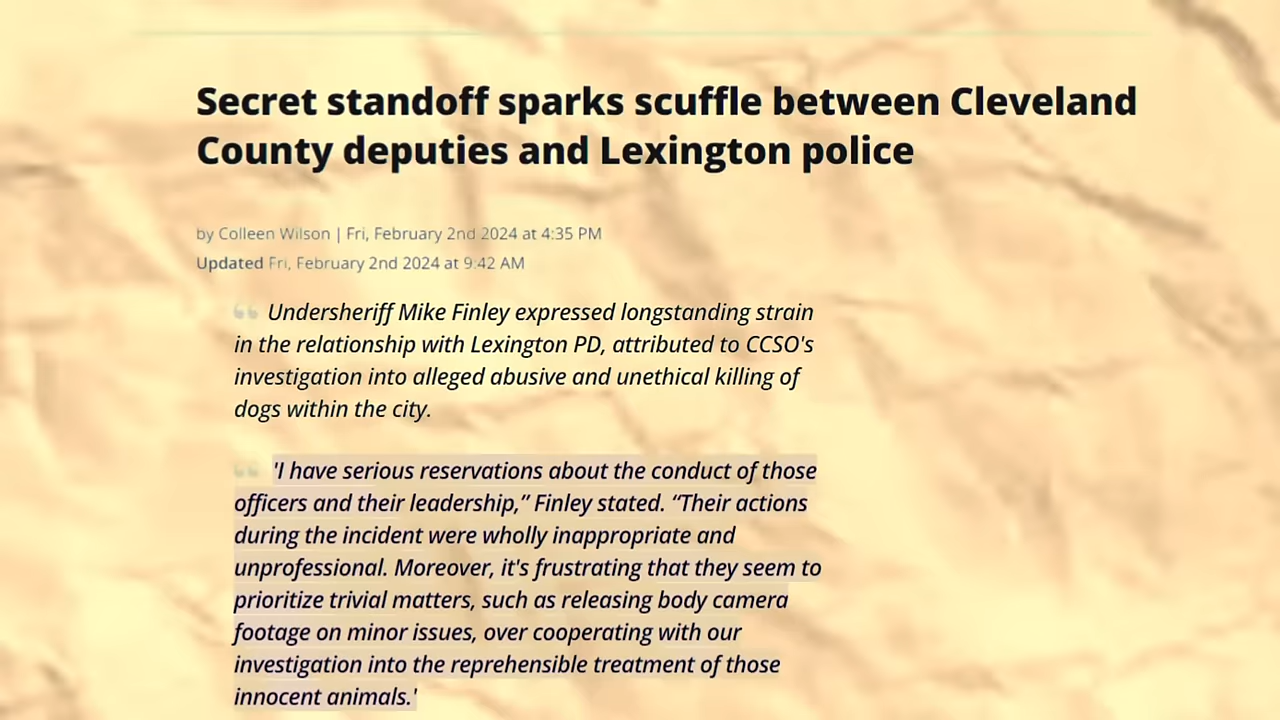 Secret standoff sparks scuffle between Cleveland
County deputies and Lexington police
by Colleen Wilson | Fri, February 2nd 2024 at 4:35 PM
Updated Fri, February 2nd 2024 at 9:42 AM
“ Undersheriff Mike Finley expressed longstanding strain
in the relationship with Lexington PD, attributed to CCSO's
investigation into alleged abusive and unethical killing of
dogs within the city.
“ 'I have serious reservations about the conduct of those
officers and their leadership,” Finley stated. “Their actions
during the incident were wholly inappropriate and
unprofessional. Moreover, it's frustrating that they seem to
prioritize trivial matters, such as releasing body camera
footage on minor issues, over cooperating with our
investigation into the reprehensible treatment of those
innocent animals.'